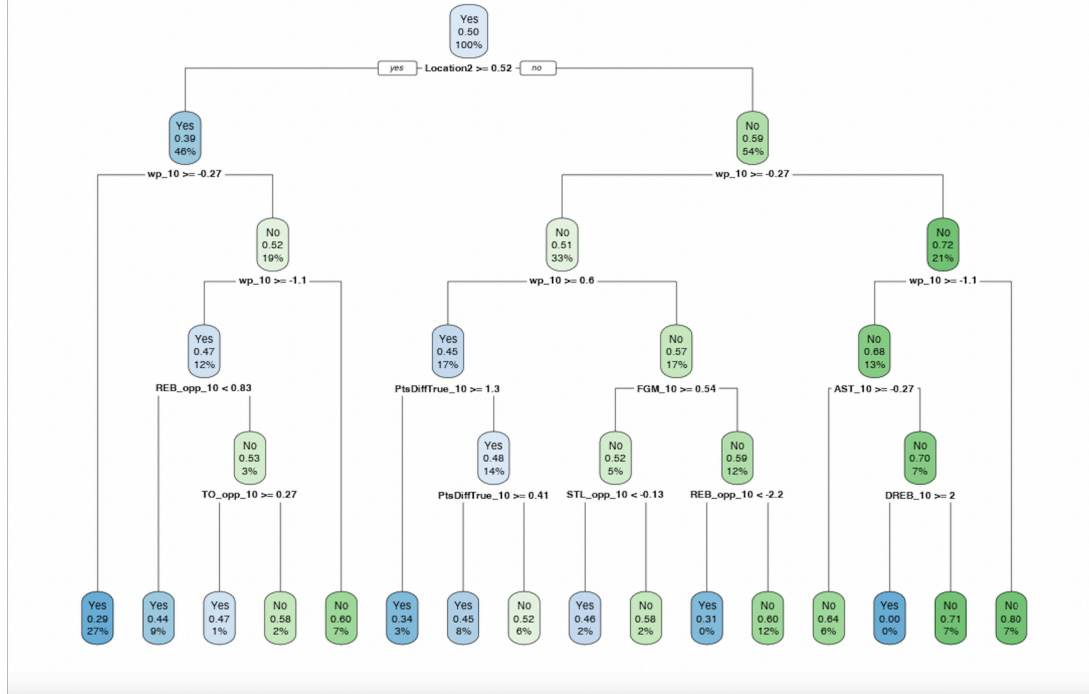 Yes
0.50
100%
yes Location2 >= 0.52 no
Yes
0.39
46%
No
0.59
54%
wp_10 >= -0.27
wp_10 >= -0.27
No
0.52
19%
No
0.51
33%
No
0.72
21%
wp_10 >= -1.1
wp_10 >= 0.6
wp_10 >= -1.1
Yes
0.47
12%
Yes
0.45
17%
No
0.57
17%
No
0.68
13%
REB_opp_10 < 0.83
PtsDiffTrue_10 >= 1.3
FGM_10 >= 0.54
AST_10 >= -0.27
No
0.53
3%
Yes
0.48
14%
No
0.52
5%
No
0.59
12%
No
0.70
7%
TO_opp_10 >= 0.27
PtsDiffTrue_10 >= 0.41
STL_opp_10 < -0.13
REB_opp_10 < -2.2
DREB_10 >= 2
Yes
0.29
27%
Yes
0.44
9%
Yes
0.47
1%
No
0.58
2%
No
0.60
7%
Yes
0.34
3%
Yes
0.45
8%
No
0.52
6%
Yes
0.46
2%
No
0.58
2%
Yes
0.31
0%
No
0.60
12%
No
0.64
6%
Yes
0.00
0%
No
0.71
7%
No
0.80
7%